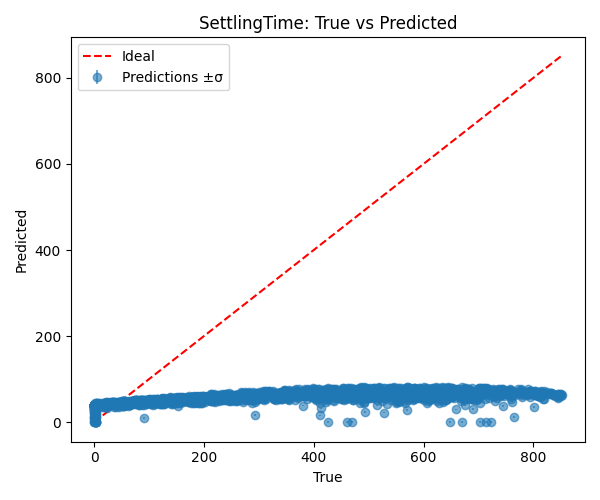 SettlingTime: True vs Predicted
Ideal
Predictions ±σ
Predicted
800
600
400
200
0
0 200 400 600 800
True